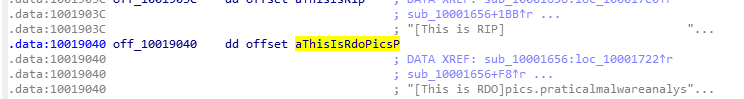 .data:1001903C off_1001903C dd offset aThisIsRip ; DATA XREF: sub_10001656:loc_100017C0↑r
.data:1001903C ; sub_10001656+1BB↑r ...
.data:1001903C ; "[This is RIP] "...
.data:10019040 off_10019040 dd offset aThisIsRdoPicsP
.data:10019040 ; DATA XREF: sub_10001656:loc_10001722↑r
.data:10019040 ; sub_10001656+F8↑r ...
.data:10019040 ; "[This is RDO]pics.praticalmalwareanalys"...